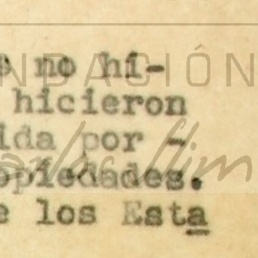 s no hi-
hicieron
ida por -
opiedades.
e los Esta